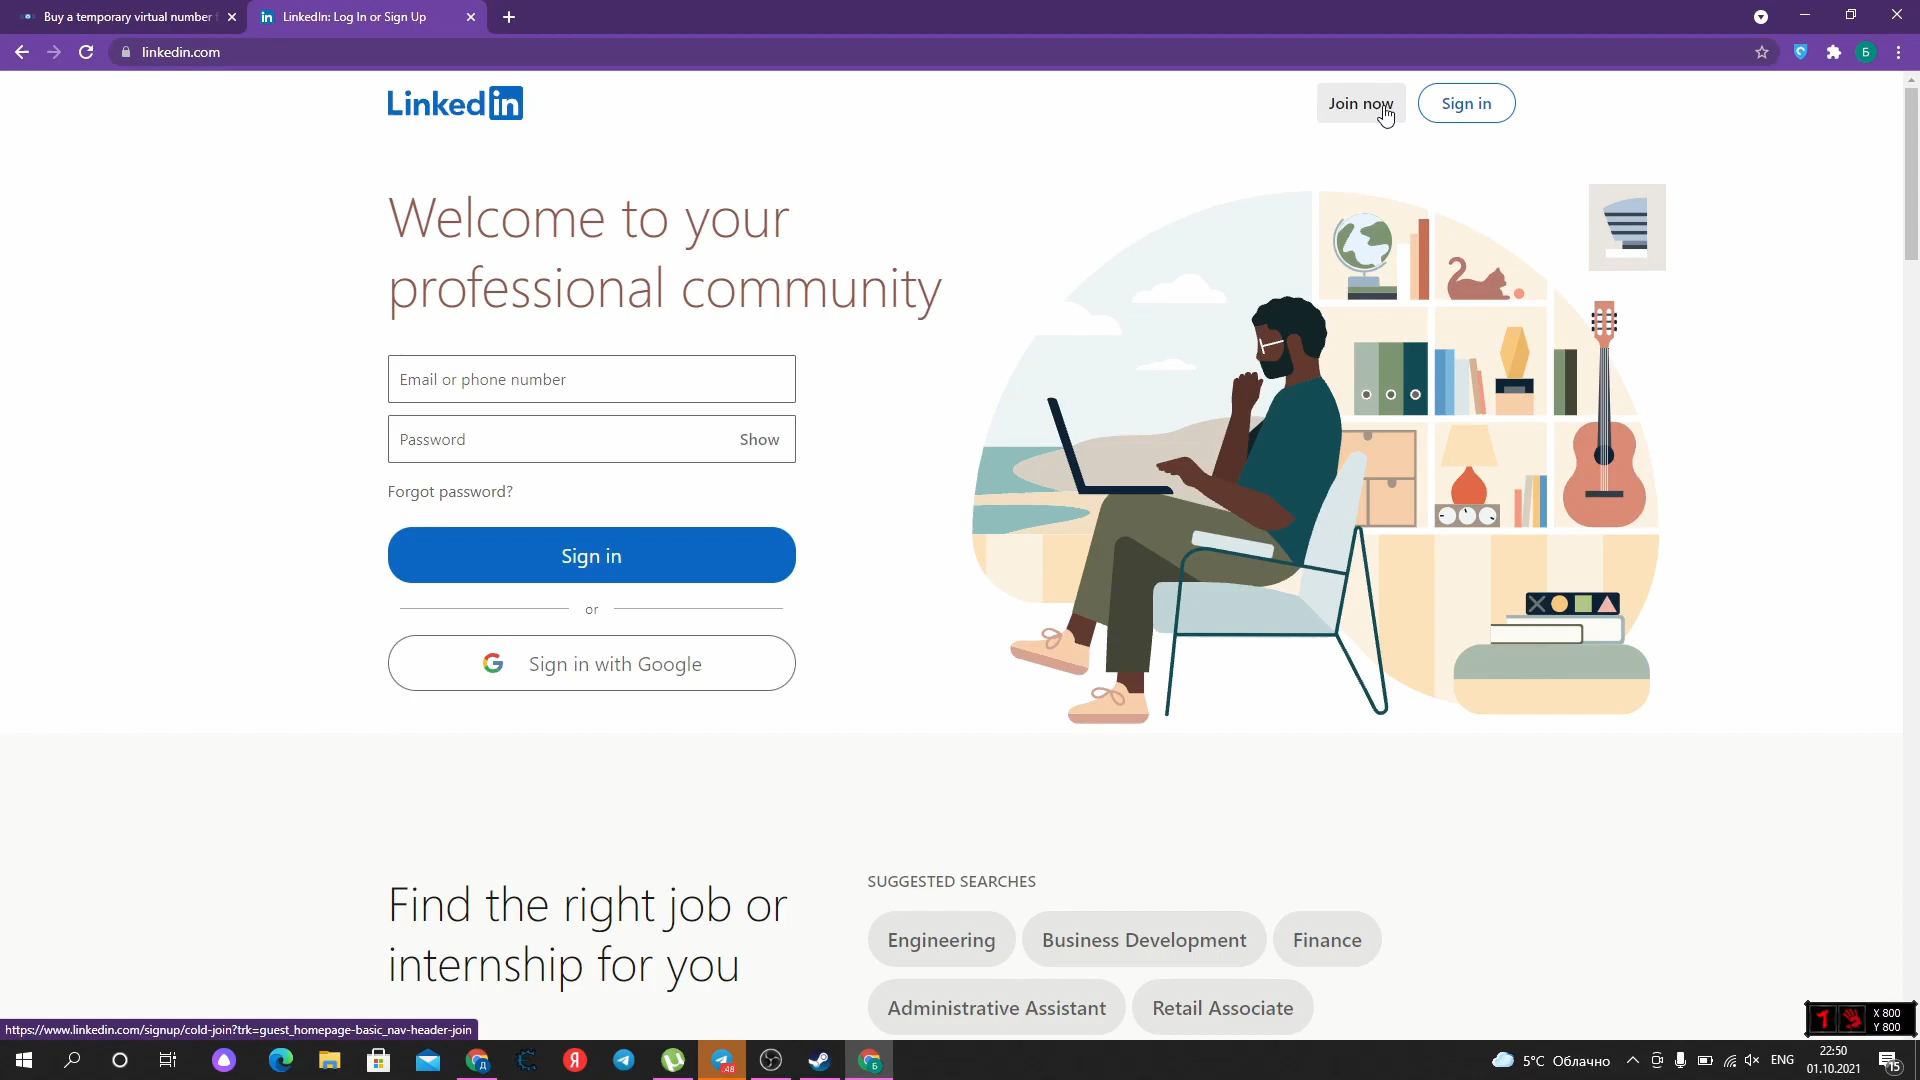 Buy a temporary virtual number
LinkedIn: Log In or Sign Up
linkedin.com
Б
Linked in
Join now
Sign in
Welcome to your
professional community
Email or phone number
Password
Show
Forgot password?
Sign in
or
Sign in with Google
Find the right job or
internship for you
SUGGESTED SEARCHES
Engineering
Business Development
Finance
Administrative Assistant
Retail Associate
https://www.linkedin.com/signup/cold-join?trk=guest_homepage-basic_nav-header-join
X 800
Y 800
Д
Я
48
Б
5°C Облачно
ENG
22:50
01.10.2021
15